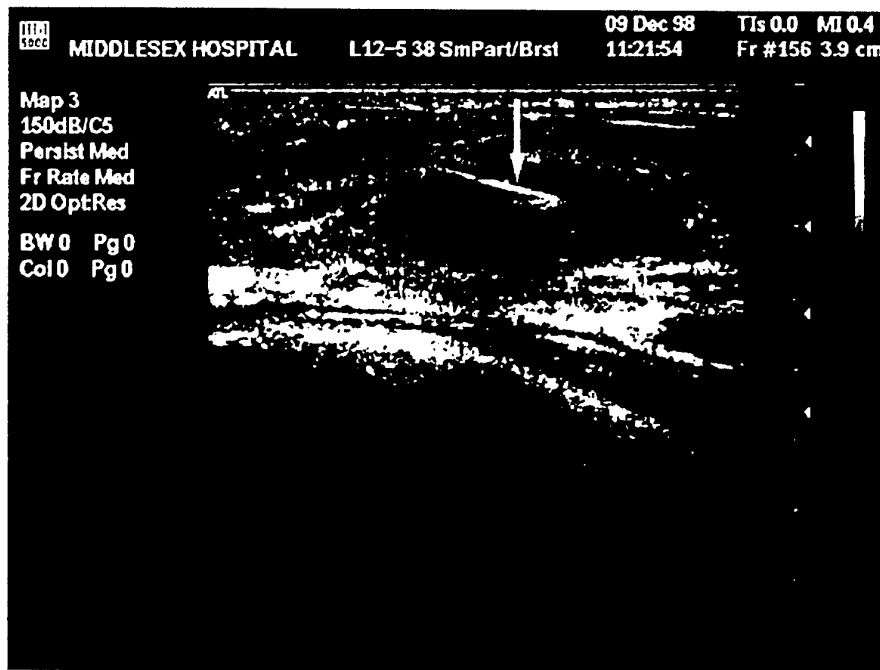 09 Dec 98 TIs 0.0 MI 0.4
MIDDLESEX HOSPITAL L12-5 38 SmPart/Brst 11:21:54 Fr #156 3.9 cm
Map 3
150dB/C5
Persist Med
Fr Rate Med
2D Opt:Res
BW 0 Pg 0
Col 0 Pg 0
ATL